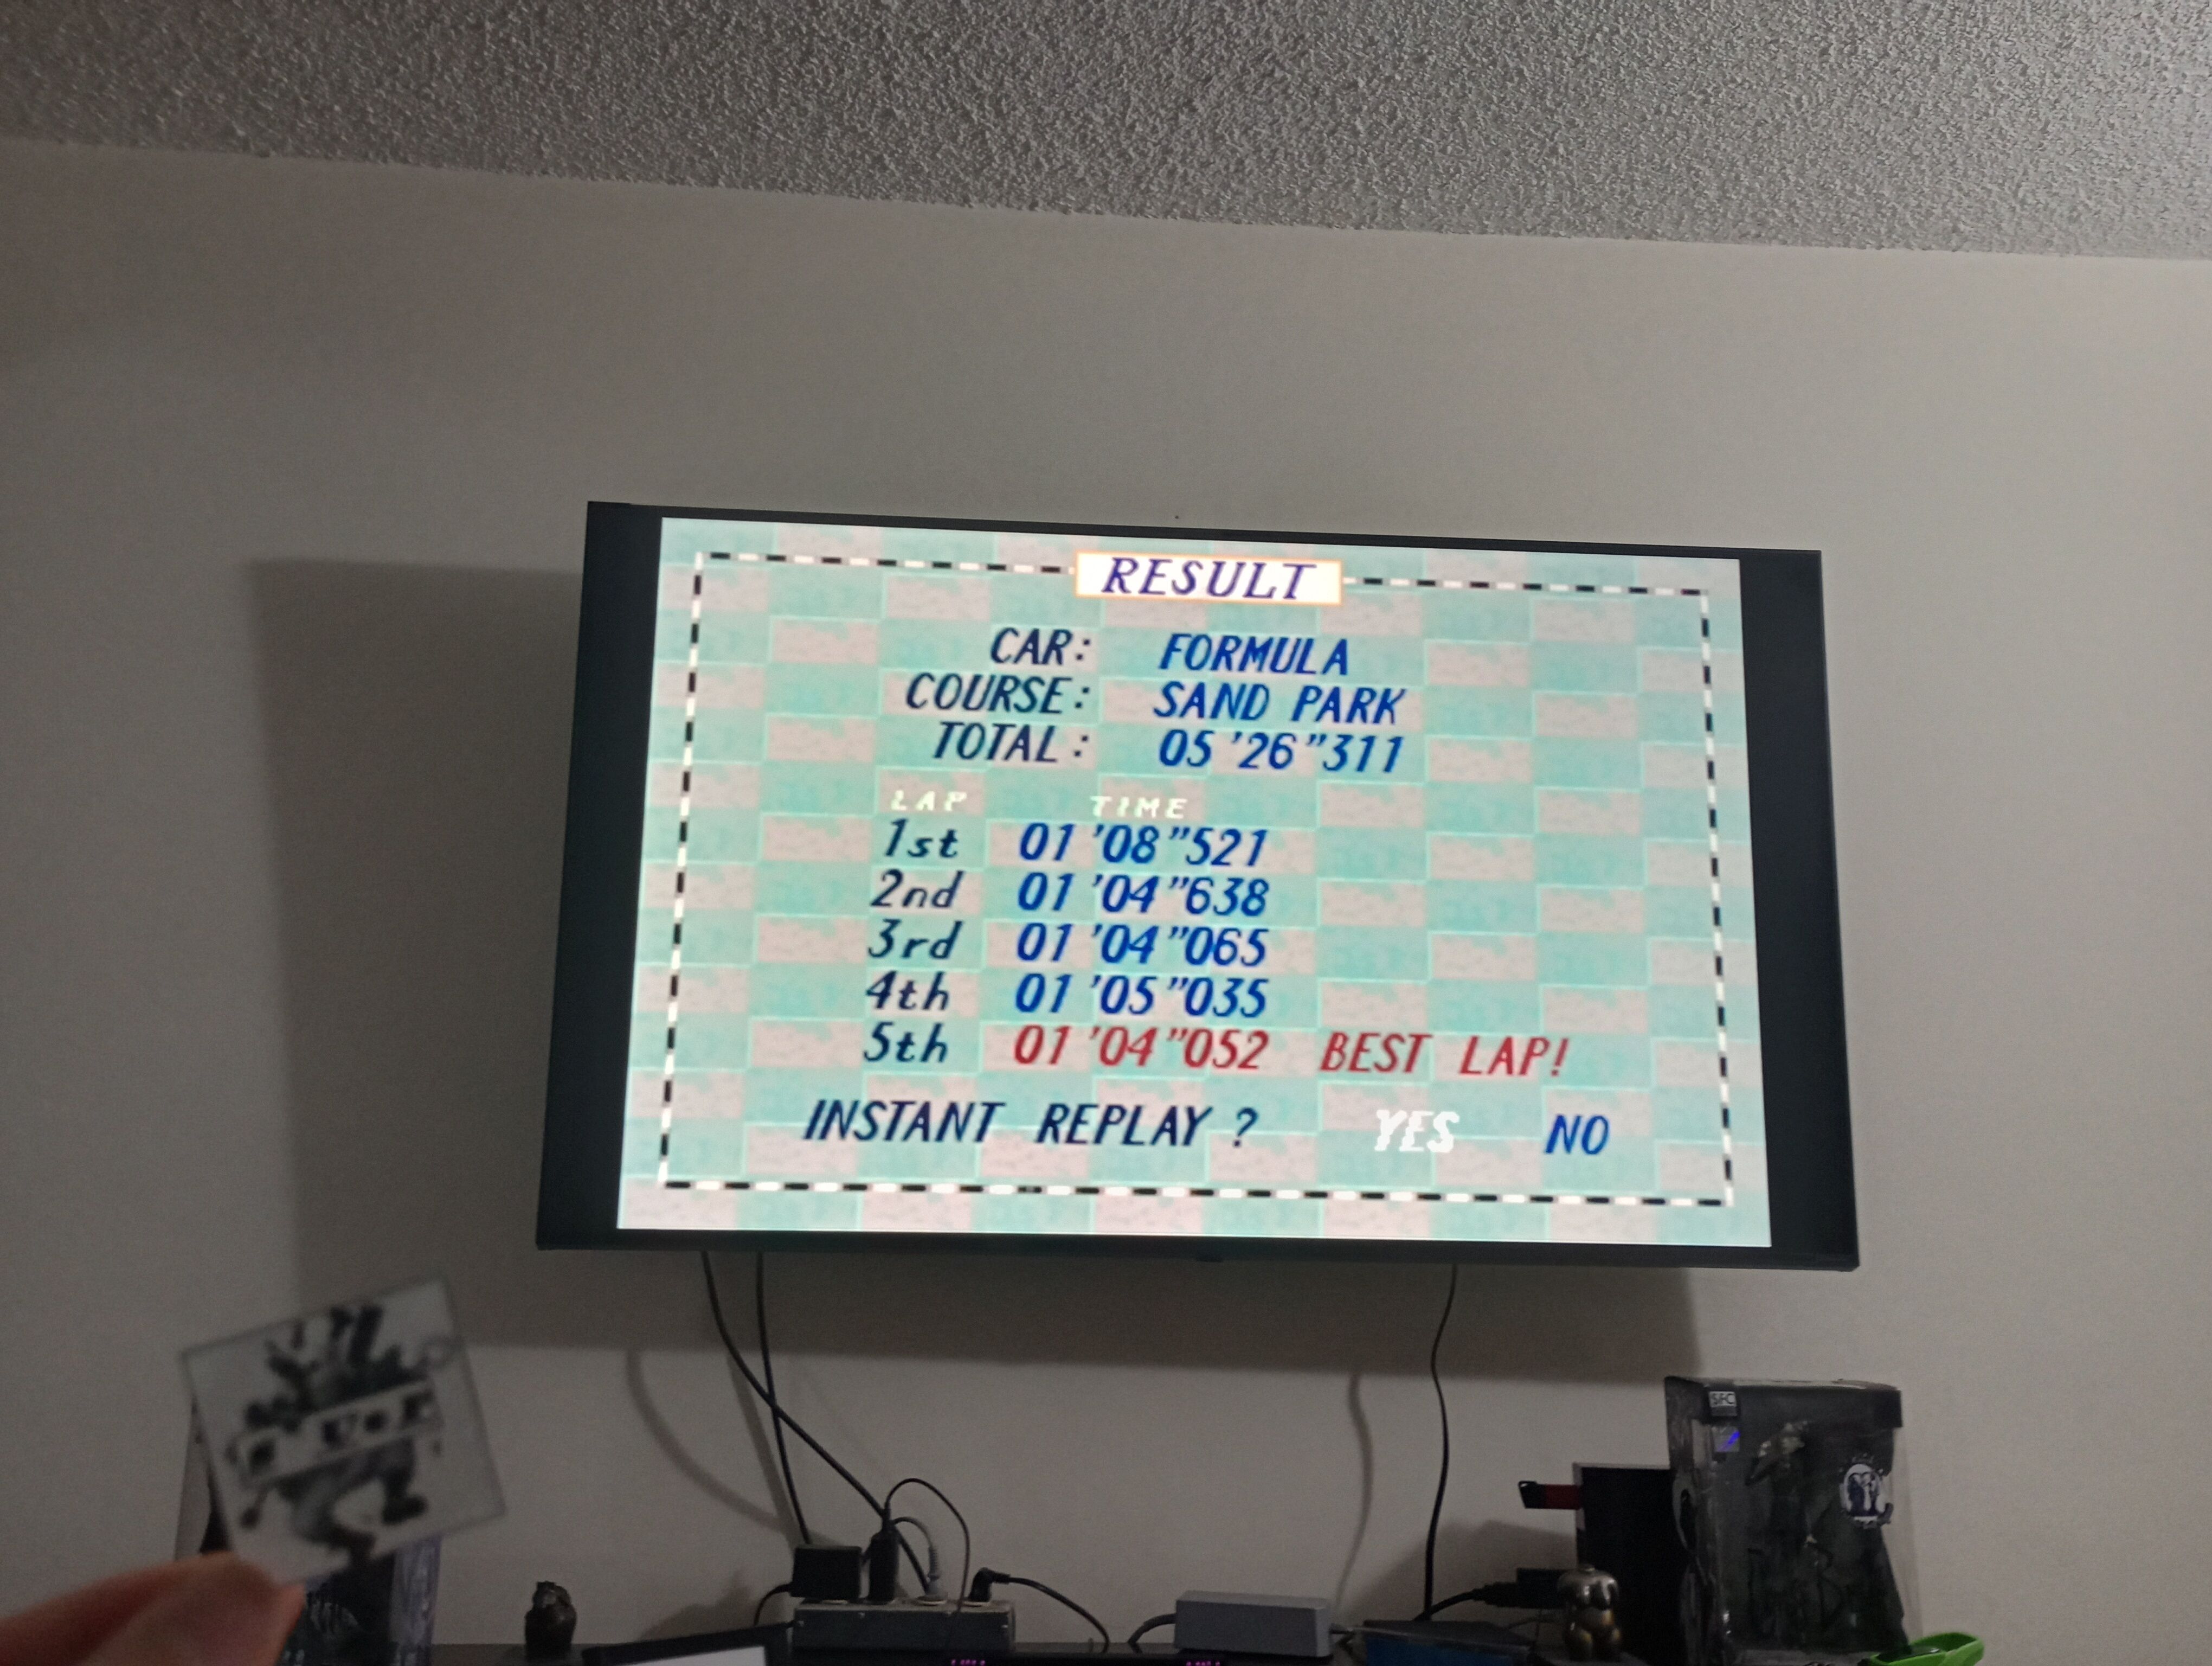 RESULT
CAR: FORMULA
COURSE: SAND PARK
TOTAL: 05'26"311
LAP TIME
1st 01'08"521
2nd 01'04"638
3rd 01'04"065
4th 01'05"035
5th 01'04"052 BEST LAP!
INSTANT REPLAY? YES NO
SFC